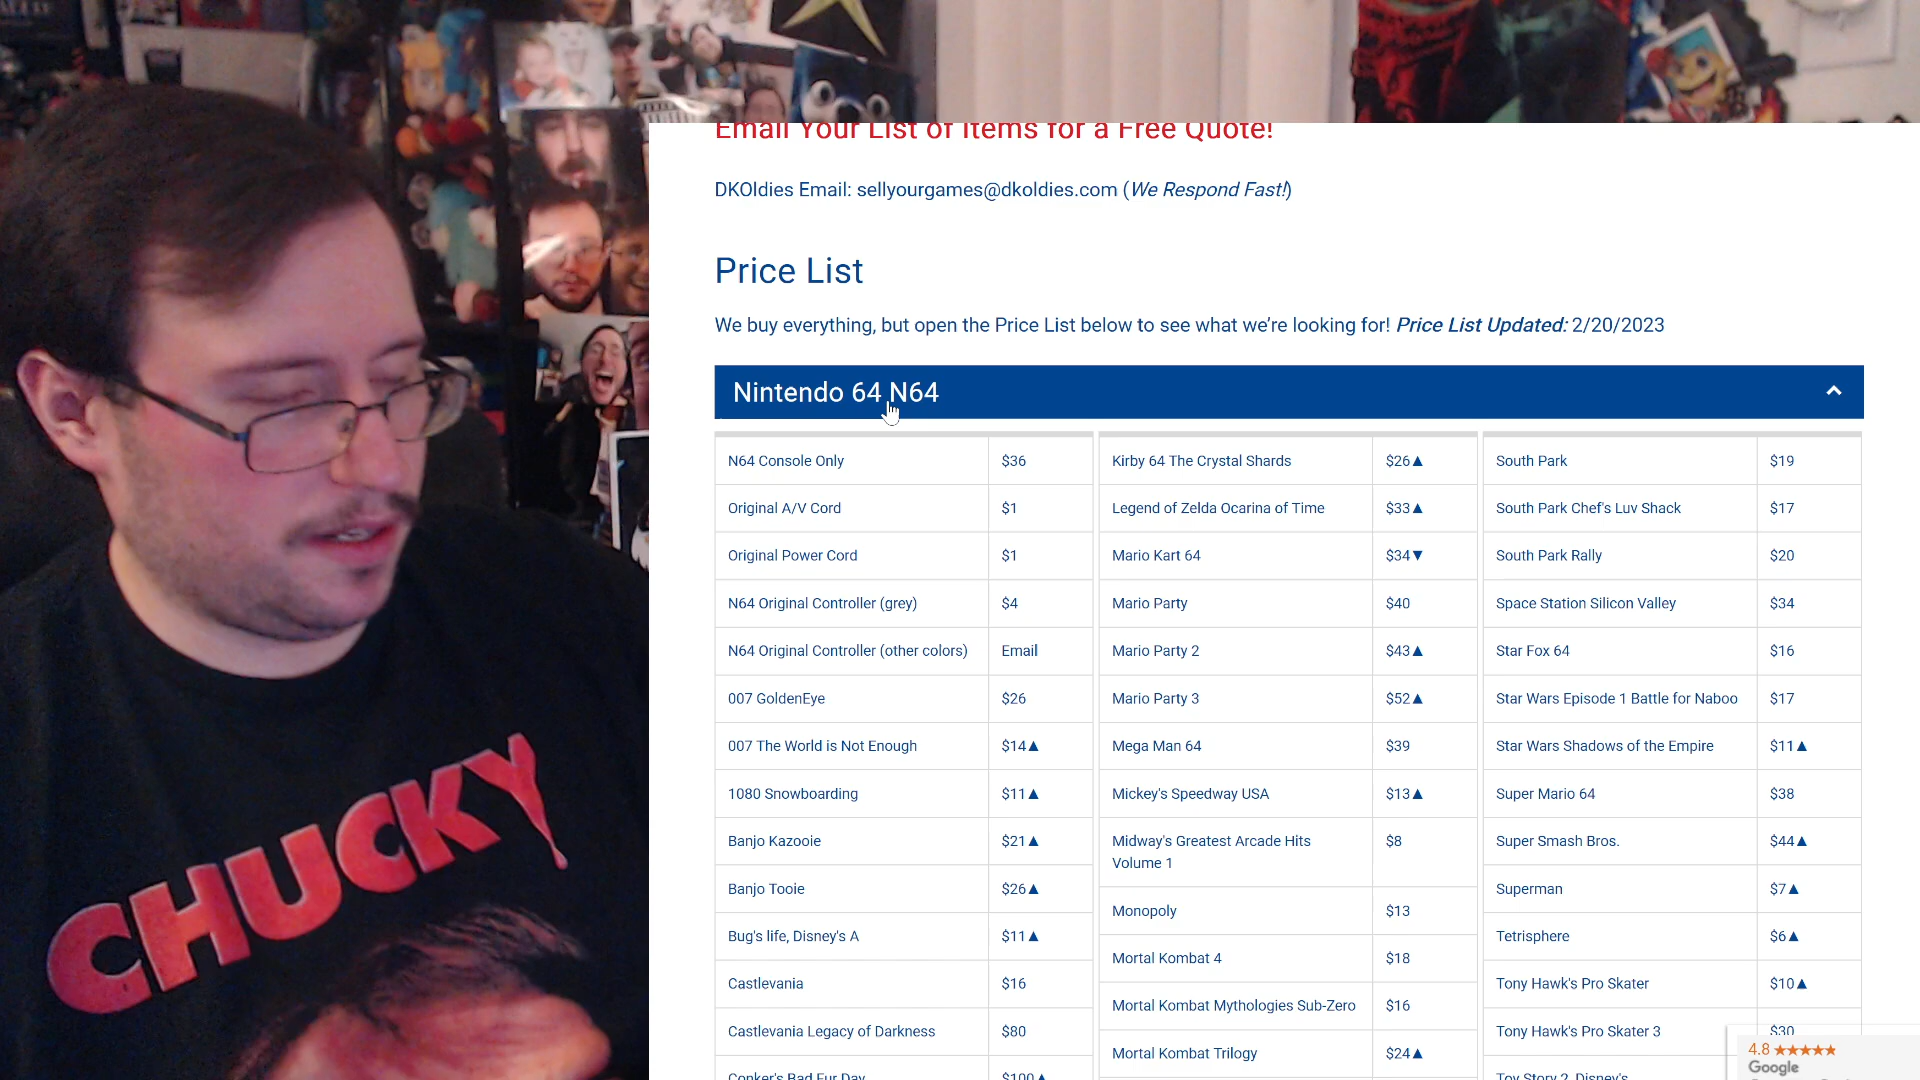 Email Your List of Items for a Free Quote!
DKOldies Email: sellyourgames@dkoldies.com (We Respond Fast!)
Price List
We buy everything, but open the Price List below to see what we’re looking for! Price List Updated: 2/20/2023
Nintendo 64 N64
N64 Console Only $36
Original A/V Cord $1
Original Power Cord $1
N64 Original Controller (grey) $4
N64 Original Controller (other colors) Email
007 GoldenEye $26
007 The World is Not Enough $14▲
1080 Snowboarding $11▲
Banjo Kazooie $21▲
Banjo Tooie $26▲
Bug's life, Disney's A $11▲
Castlevania $16
Castlevania Legacy of Darkness $80
Conker's Bad Fur Day $100▲
Kirby 64 The Crystal Shards $26▲
Legend of Zelda Ocarina of Time $33▲
Mario Kart 64 $34▼
Mario Party $40
Mario Party 2 $43▲
Mario Party 3 $52▲
Mega Man 64 $39
Mickey's Speedway USA $13▲
Midway's Greatest Arcade Hits $8
Volume 1
Monopoly $13
Mortal Kombat 4 $18
Mortal Kombat Mythologies Sub-Zero $16
Mortal Kombat Trilogy $24▲
South Park $19
South Park Chef's Luv Shack $17
South Park Rally $20
Space Station Silicon Valley $34
Star Fox 64 $16
Star Wars Episode 1 Battle for Naboo $17
Star Wars Shadows of the Empire $11▲
Super Mario 64 $38
Super Smash Bros. $44▲
Superman $7▲
Tetrisphere $6▲
Tony Hawk's Pro Skater $10▲
Tony Hawk's Pro Skater 3 $30
Toy Story 2, Disney's
4.8 ★★★★★
Google
CHUCKY